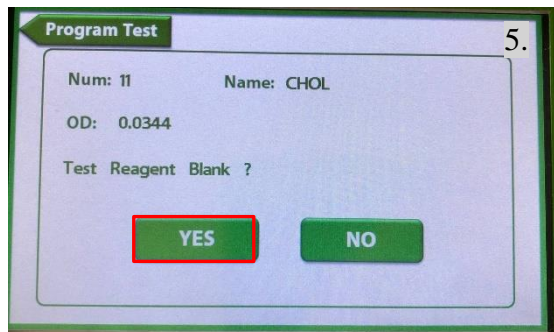 Program Test
5.
Num: 11 Name: CHOL
OD: 0.0344
Test Reagent Blank ?
YES NO